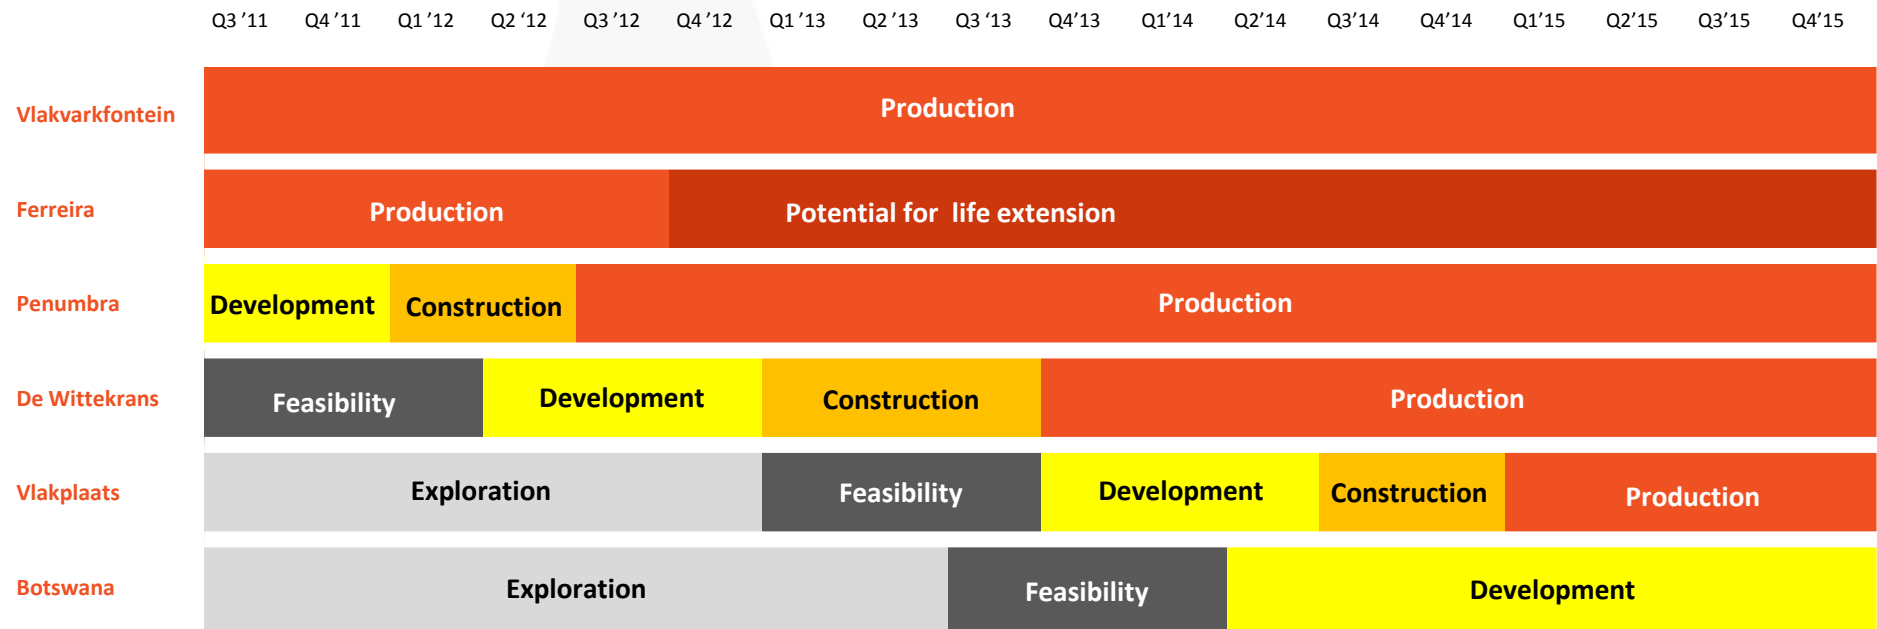 Q3 ’11 Q4 ’11 Q1 ’12 Q2 ’12 Q3 ’12 Q4 ’12 Q1 ’13 Q2 ’13 Q3 ‘13 Q4’13 Q1’14 Q2’14 Q3’14 Q4’14 Q1’15 Q2’15 Q3’15 Q4’15
Vlakvarkfontein Production
Ferreira Production Potential for life extension
Penumbra Development Construction Production
De Wittekrans Feasibility Development Construction Production
Vlakplaats Exploration Feasibility Development Construction Production
Botswana Exploration Feasibility Development